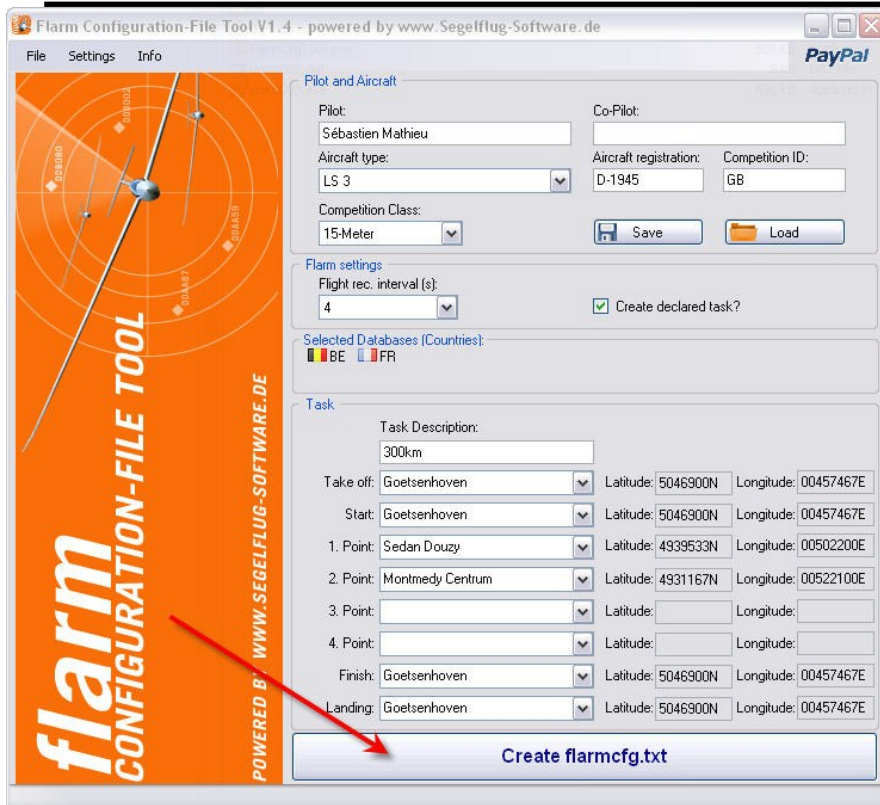 Flarm Configuration-File Tool V1.4 - powered by www.Segelflug-Software.de
File Settings Info
PayPal
008002
008080
00AA59
00AA87
flarm
CONFIGURATION-FILE TOOL
POWERED BY WWW.SEGELFLUG-SOFTWARE.DE
Pilot and Aircraft
Pilot: Co-Pilot:
Sébastien Mathieu
Aircraft type: Aircraft registration: Competition ID:
LS 3 D-1945 GB
Competition Class:
15-Meter Save Load
Flarm settings
Flight rec. interval (s):
4 Create declared task?
Selected Databases (Countries):
BE FR
Task
Task Description:
300km
Take off: Goetsenhoven Latitude: 5046900N Longitude: 00457467E
Start: Goetsenhoven Latitude: 5046900N Longitude: 00457467E
1. Point: Sedan Douzy Latitude: 4939533N Longitude: 00502200E
2. Point: Montmedy Centrum Latitude: 4931167N Longitude: 00522100E
3. Point: Latitude: Longitude:
4. Point: Latitude: Longitude:
Finish: Goetsenhoven Latitude: 5046900N Longitude: 00457467E
Landing: Goetsenhoven Latitude: 5046900N Longitude: 00457467E
Create flarmcfg.txt